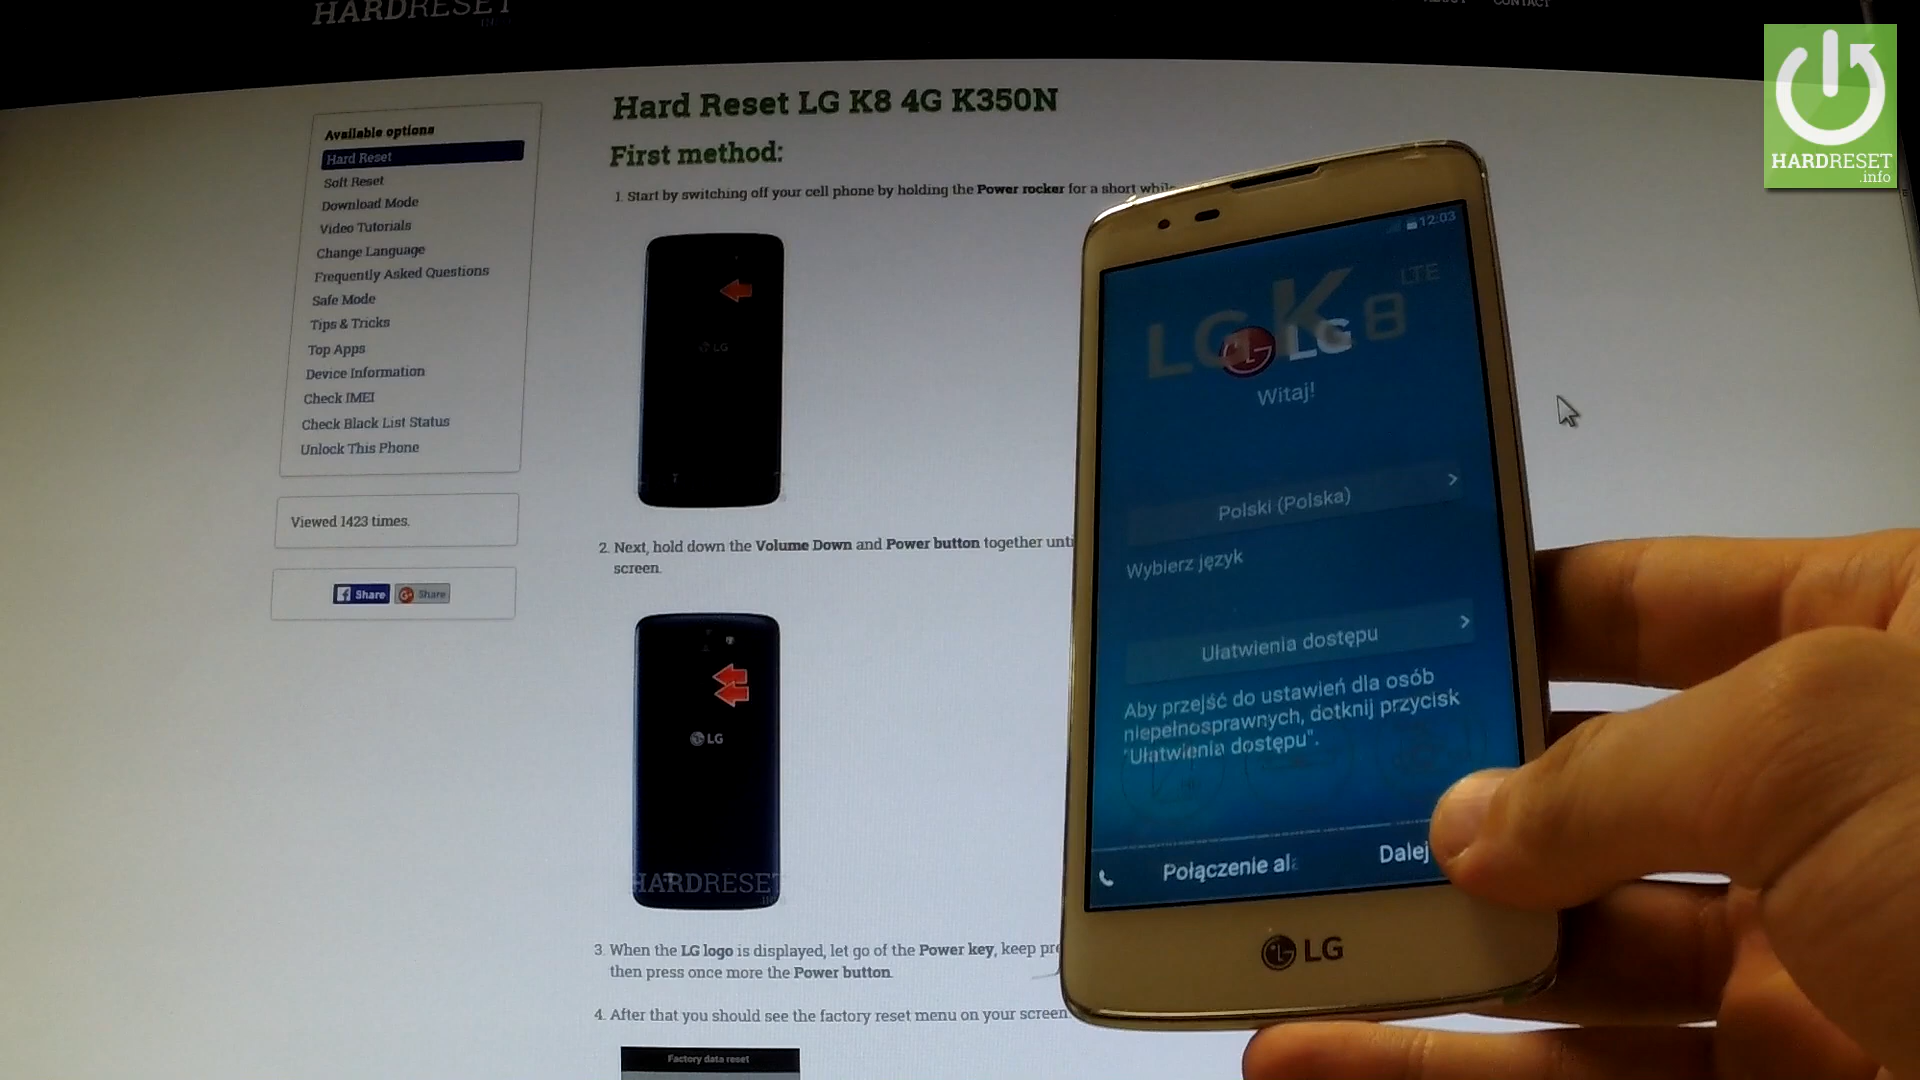 HARDRESET
ABOUT CONTACT
HARDRESET
.info
Available options
Hard Reset
Soft Reset
Download Mode
Video Tutorials
Change Language
Frequently Asked Questions
Safe Mode
Tips & Tricks
Top Apps
Device Information
Check IMEI
Check Black List Status
Unlock This Phone
Viewed 1423 times.
Share
Share
Hard Reset LG K8 4G K350N
First method:
1. Start by switching off your cell phone by holding the Power rocker for a short while
LG
2. Next, hold down the Volume Down and Power button together
screen.
LG
HARDRESET
3. When the LG logo is displayed, let go of the Power key, keep
then press once more the Power button.
4. After that you should see the factory reset menu on your screen.
Factory data reset
12:03
LG K8 LTE
LG
Witaj!
Polski (Polska)
Wybierz język
Ułatwienia dostępu
Aby przejść do ustawień dla osób
niepełnosprawnych, dotknij przycisk
"Ułatwienia dostępu".
Połączenie al
Dalej
LG